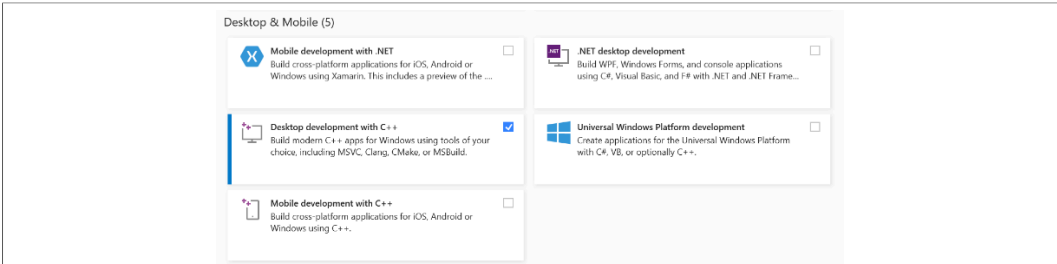 Desktop & Mobile (5)
Mobile development with .NET
Build cross-platform applications for iOS, Android or
Windows using Xamarin. This includes a preview of the ....
.NET desktop development
Build WPF, Windows Forms, and console applications
using C#, Visual Basic, and F# with .NET and .NET Frame...
Desktop development with C++
Build modern C++ apps for Windows using tools of your
choice, including MSVC, Clang, CMake, or MSBuild.
Universal Windows Platform development
Create applications for the Universal Windows Platform
with C#, VB, or optionally C++.
Mobile development with C++
Build cross-platform applications for iOS, Android or
Windows using C++.